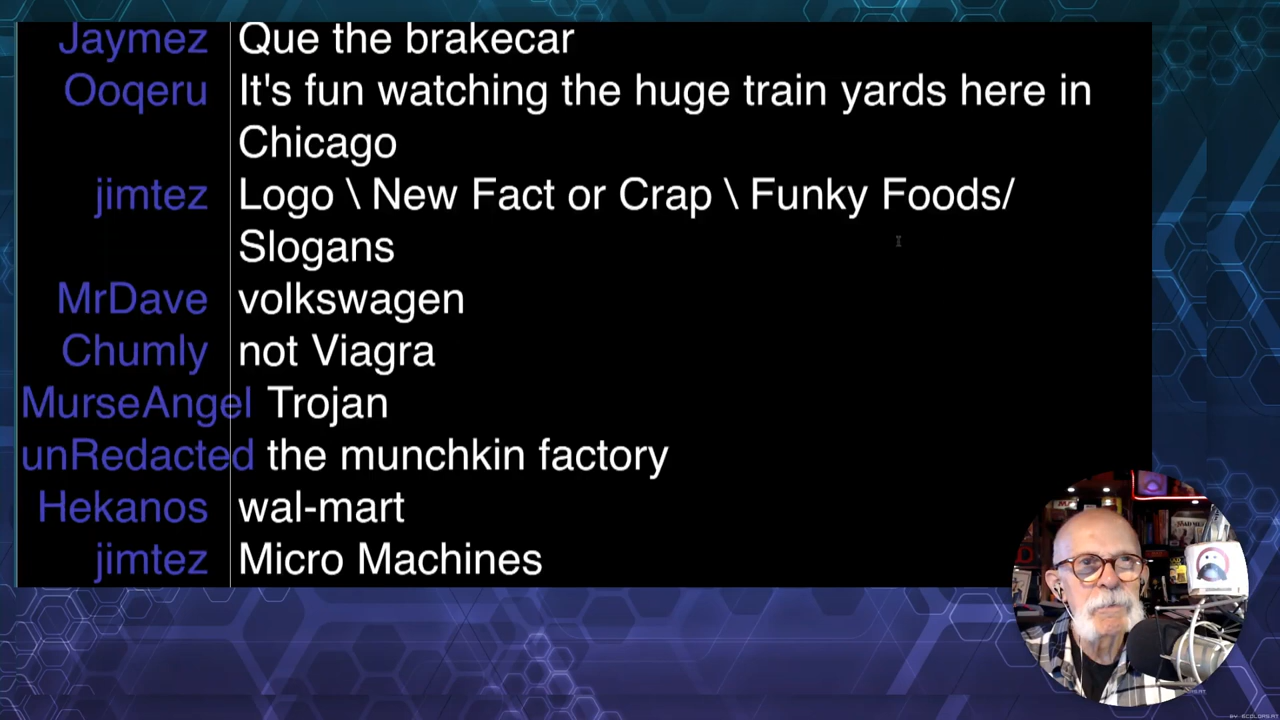 Jaymez Que the brakecar
Ooqeru It's fun watching the huge train yards here in
Chicago
jimtez Logo \ New Fact or Crap \ Funky Foods/
Slogans
MrDave volkswagen
Chumly not Viagra
MurseAngel Trojan
unRedacted the munchkin factory
Hekanos wal-mart
jimtez Micro Machines